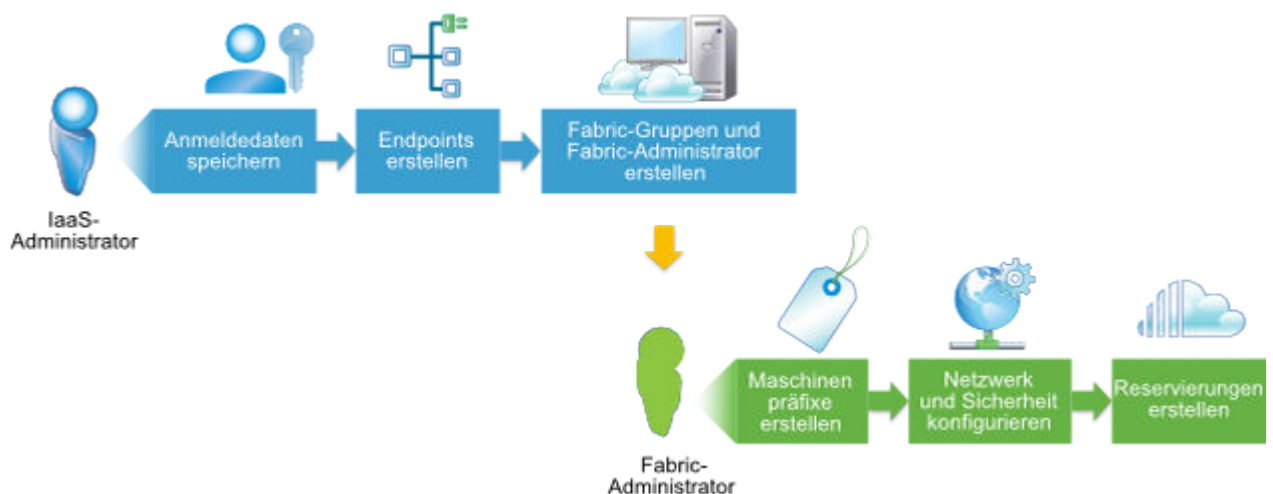 IaaS-
Administrator
Anmeldedaten
speichern
Endpoints
erstellen
Fabric-Gruppen und
Fabric-Administrator
erstellen
Fabric-
Administrator
Maschinen
präfixe
erstellen
Netzwerk
und Sicherheit
konfigurieren
Reservierungen
erstellen